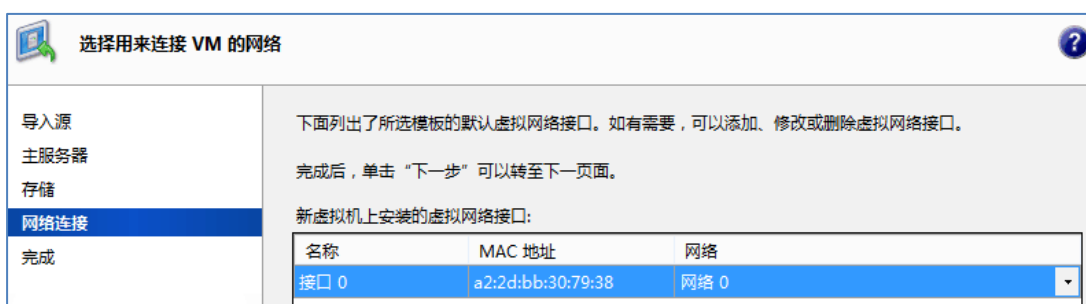 选择用来连接 VM 的网络
?
导入源
主服务器
存储
网络连接
完成
下面列出了所选模板的默认虚拟网络接口。如有需要，可以添加、修改或删除虚拟网络接口。
完成后，单击“下一步”可以转至下一页面。
新虚拟机上安装的虚拟网络接口:
名称 MAC 地址 网络
接口 0 a2:2d:bb:30:79:38 网络 0